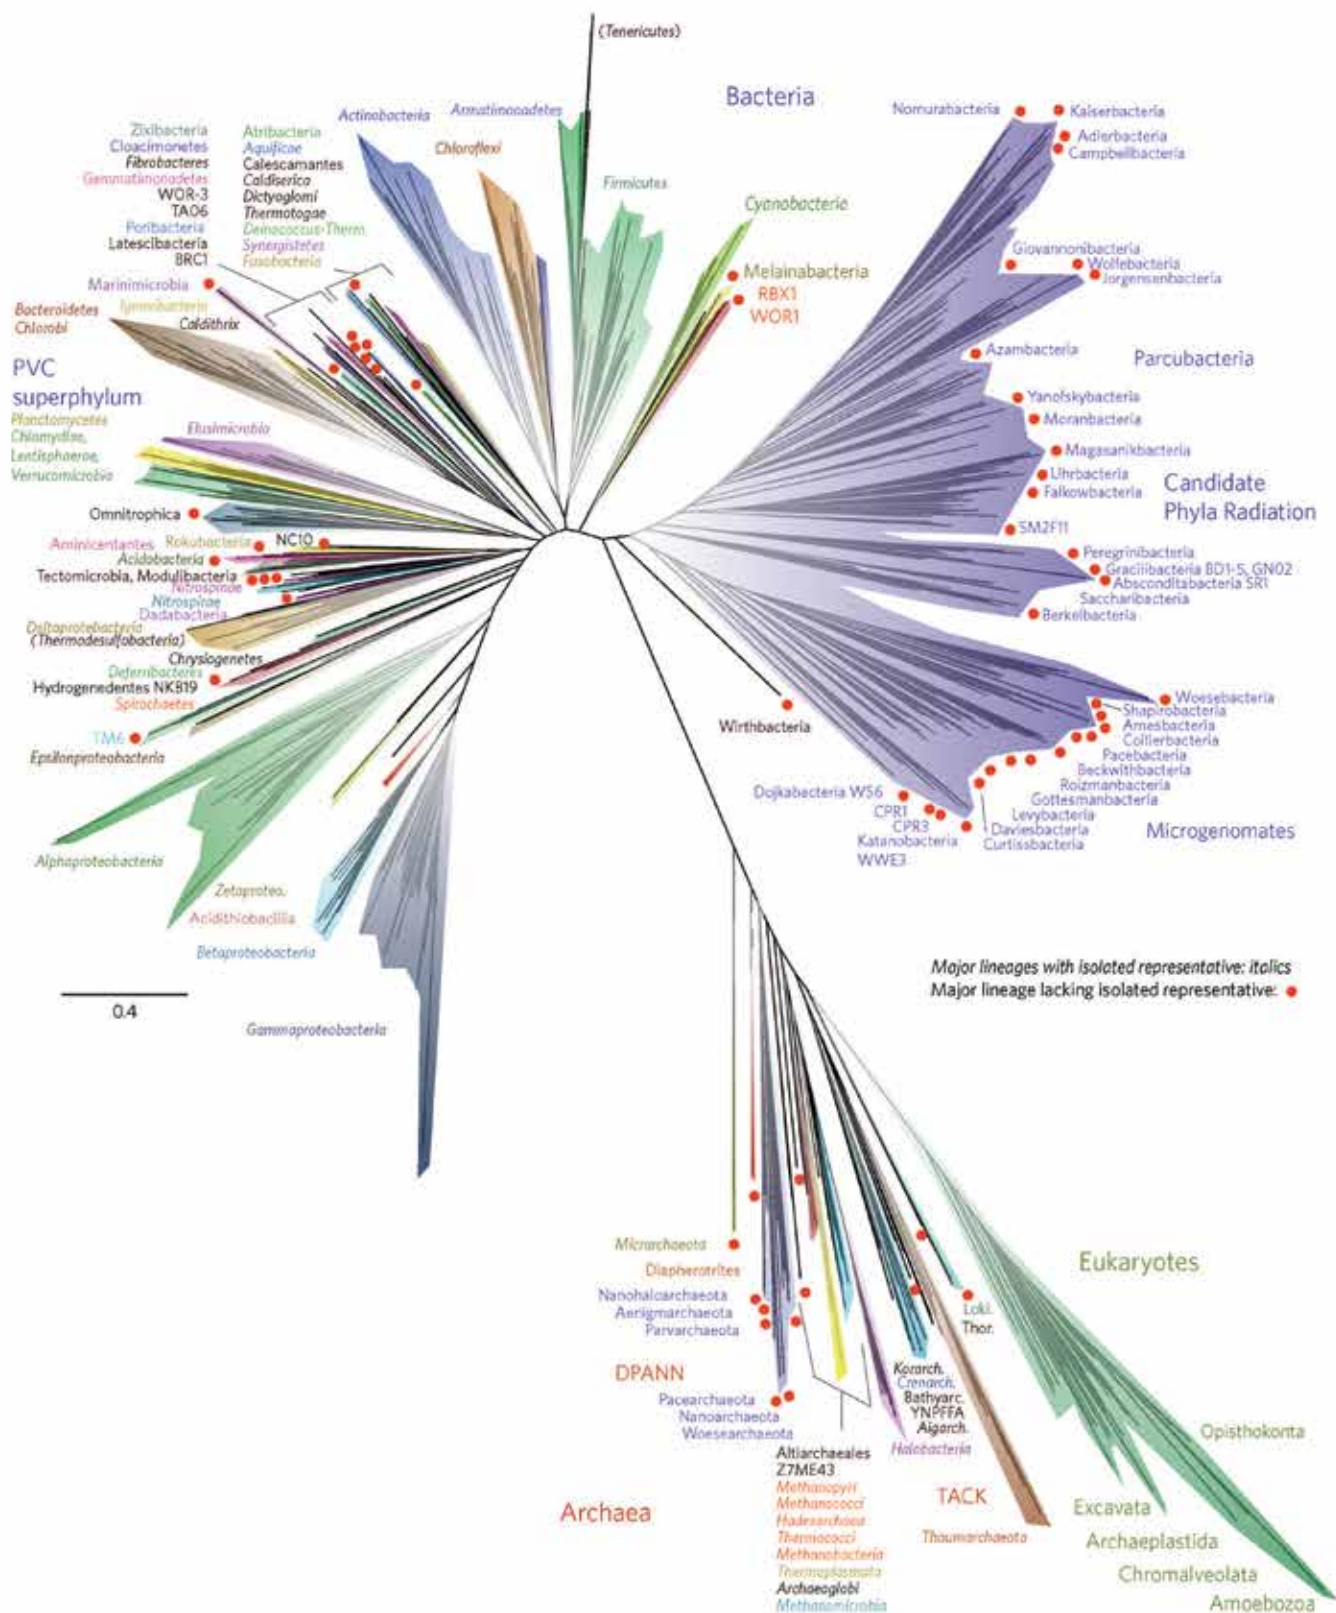 (Tenericutes)
Bacteria
Nomurabacteria
Kaiserbacteria
Adlerbacteria
Campbellbacteria
Actinobacteria
Armatimonadetes
Zixibacteria
Cloacimonetes
Fibrobacteres
Gemmatimonadetes
WOR-3
TA06
Poribacteria
Latescibacteria
BRC1
Atribacteria
Aquificae
Calescamantes
Caldiserica
Dictyoglomi
Thermotogae
Deinococcus-Therm.
Synergistetes
Fusobacteria
Chloroflexi
Firmicutes
Cyanobacteria
Melainabacteria
RBX1
WOR1
Giovannonibacteria
Wolfebacteria
Jorgensenbacteria
Marinimicrobia
Bacteroidetes
Chlorobi
Ignavibacteria
Caldithrix
Azambacteria
Parcubacteria
Yanofskybacteria
Moranbacteria
PVC
superphylum
Planctomycetes
Chlamydiae,
Lentisphaerae,
Verrucomicrobia
Elusimicrobia
Magasanikbacteria
Uhrbacteria
Falkowbacteria
Candidate
Phyla Radiation
SM2F11
Omnitrophica
Aminicentantes
Rokubacteria
NC10
Acidobacteria
Tectomicrobia, Modulibacteria
Nitrospinae
Nitrospirae
Dadabacteria
Deltaprotebacteria
(Thermodesulfobacteria)
Chrysiogenetes
Deferribacteres
Hydrogenedentes NKB19
Spirochaetes
TM6
Epsilonproteobacteria
Peregrinibacteria
Gracilibacteria BD1-5, GN02
Absconditabacteria SR1
Saccharibacteria
Berkelbacteria
Woesebacteria
Shapirobacteria
Amesbacteria
Collierbacteria
Pacebacteria
Beckwithbacteria
Roizmanbacteria
Gottesmanbacteria
Levybacteria
Daviesbacteria
Curtissbacteria
Microgenomates
Wirthbacteria
Dojkabacteria WS6
CPR1
CPR3
Katanobacteria
WWE3
Alphaproteobacteria
Zetaproteo.
Acidithiobacillia
Betaproteobacteria
Major lineages with isolated representative: italics
Major lineage lacking isolated representative:
0.4
Gammaproteobacteria
Micrarchaeota
Diapherotrites
Nanohaloarchaeota
Aenigmarchaeota
Parvarchaeota
DPANN
Pacearchaeota
Nanoarchaeota
Woesearchaeota
Eukaryotes
Loki.
Thor.
Korarch.
Crenarch.
Bathyarc.
YNPFFA
Aigarch.
Halobacteria
Altiarchaeales
Z7ME43
Methanopyri
Methanococci
Hadesarchaea
Thermococci
Methanobacteria
Thermoplasmata
Archaeoglobi
Methanomicrobia
Archaea
TACK
Thaumarchaeota
Opisthokonta
Excavata
Archaeplastida
Chromalveolata
Amoebozoa